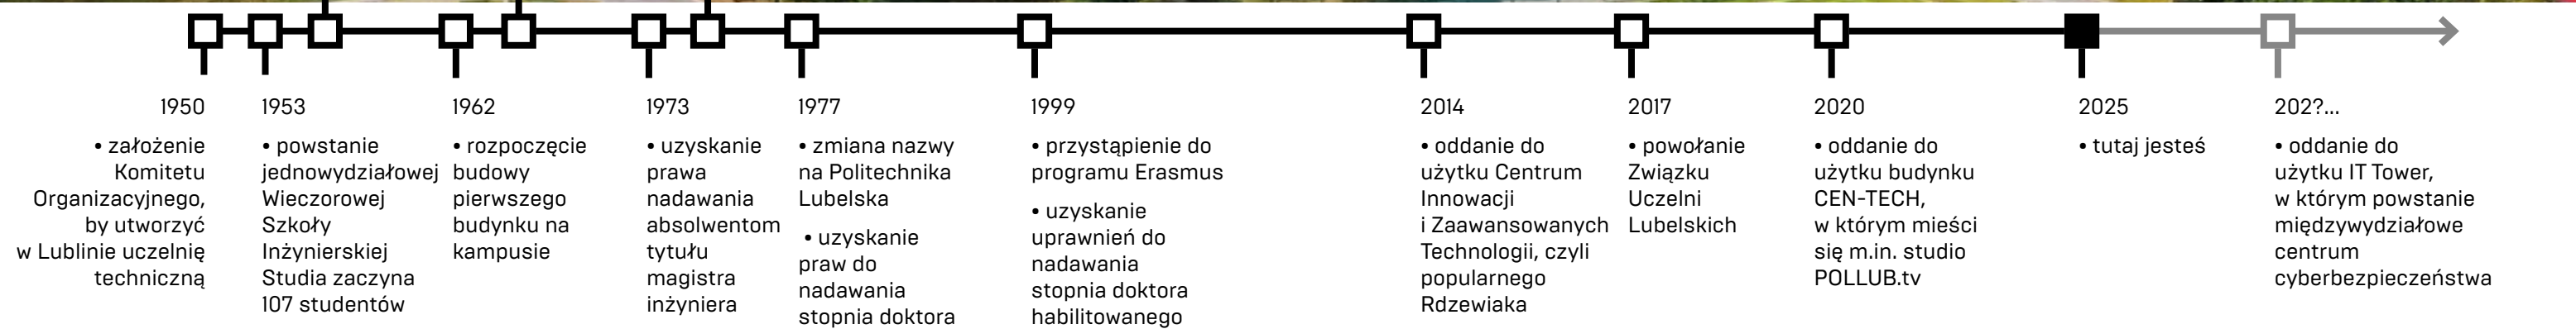 1950
• założenie
Komitetu
Organizacyjnego,
by utworzyć
w Lublinie uczelnię
techniczną
1953
• powstanie
jednowydziałowej
Wieczorowej
Szkoły
Inżynierskiej
Studia zaczyna
107 studentów
1962
• rozpoczęcie
budowy
pierwszego
budynku na
kampusie
1973
• uzyskanie
prawa
nadawania
absolwentom
tytułu
magistra
inżyniera
1977
• zmiana nazwy
na Politechnika
Lubelska
• uzyskanie
praw do
nadawania
stopnia doktora
1999
• przystąpienie do
programu Erasmus
• uzyskanie
uprawnień do
nadawania
stopnia doktora
habilitowanego
2014
• oddanie do
użytku Centrum
Innowacji
i Zaawansowanych
Technologii, czyli
popularnego
Rdzewiaka
2017
• powołanie
Związku
Uczelni
Lubelskich
2020
• oddanie do
użytku budynku
CEN-TECH,
w którym mieści
się m.in. studio
POLLUB.tv
2025
• tutaj jesteś
202?...
• oddanie do
użytku IT Tower,
w którym powstanie
międzywydziałowe
centrum
cyberbezpieczeństwa